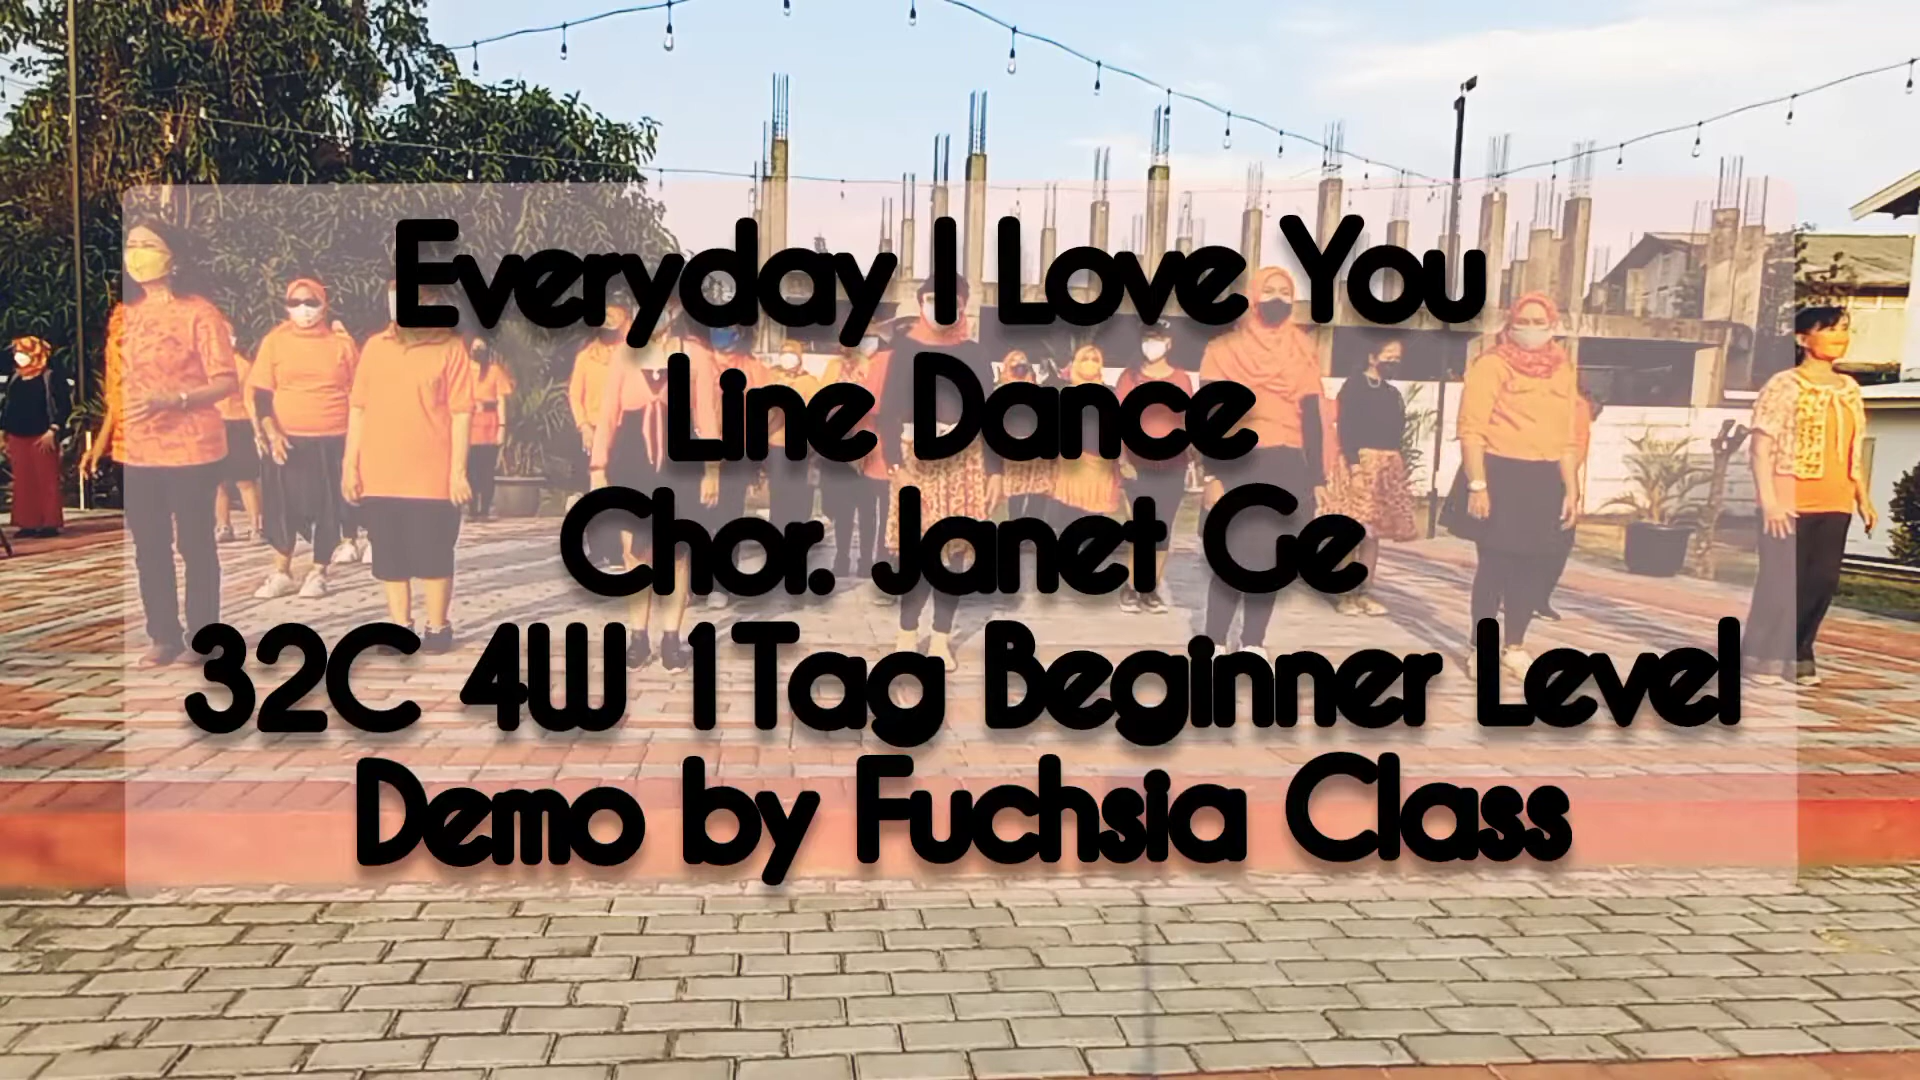 Everyday I Love You
Line Dance
Chor. Janet Ge
32C 4W 1Tag Beginner Level
Demo by Fuchsia Class